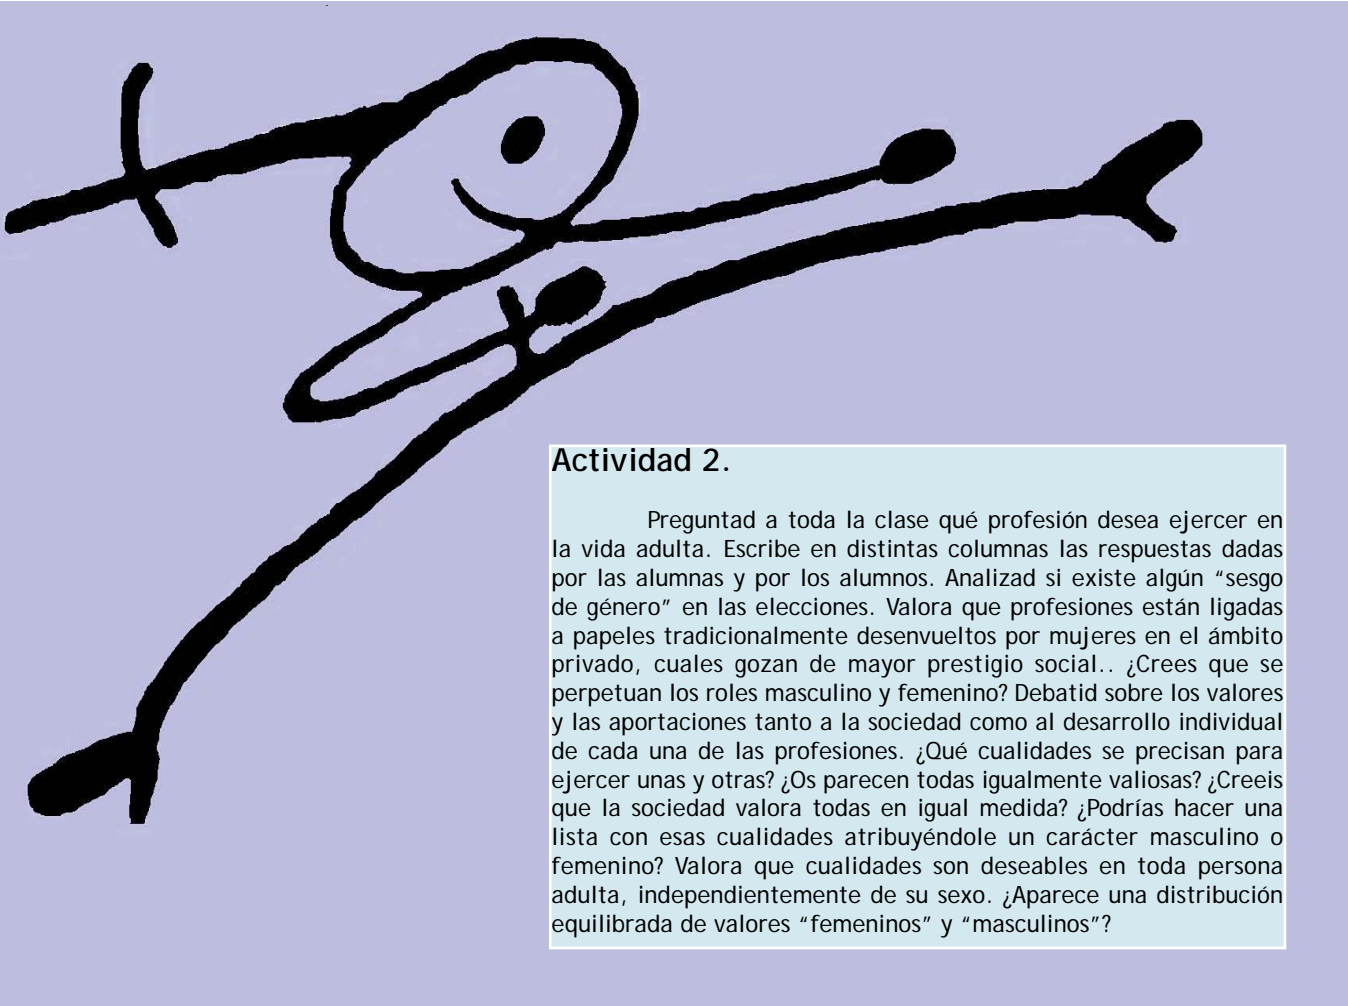 Actividad 2.
Preguntad a toda la clase qué profesión desea ejercer en
la vida adulta. Escribe en distintas columnas las respuestas dadas
por las alumnas y por los alumnos. Analizad si existe algún “sesgo
de género” en las elecciones. Valora que profesiones están ligadas
a papeles tradicionalmente desenvueltos por mujeres en el ámbito
privado, cuales gozan de mayor prestigio social.. ¿Crees que se
perpetuan los roles masculino y femenino? Debatid sobre los valores
y las aportaciones tanto a la sociedad como al desarrollo individual
de cada una de las profesiones. ¿Qué cualidades se precisan para
ejercer unas y otras? ¿Os parecen todas igualmente valiosas? ¿Creeis
que la sociedad valora todas en igual medida? ¿Podrías hacer una
lista con esas cualidades atribuyéndole un carácter masculino o
femenino? Valora que cualidades son deseables en toda persona
adulta, independientemente de su sexo. ¿Aparece una distribución
equilibrada de valores “femeninos” y “masculinos”?